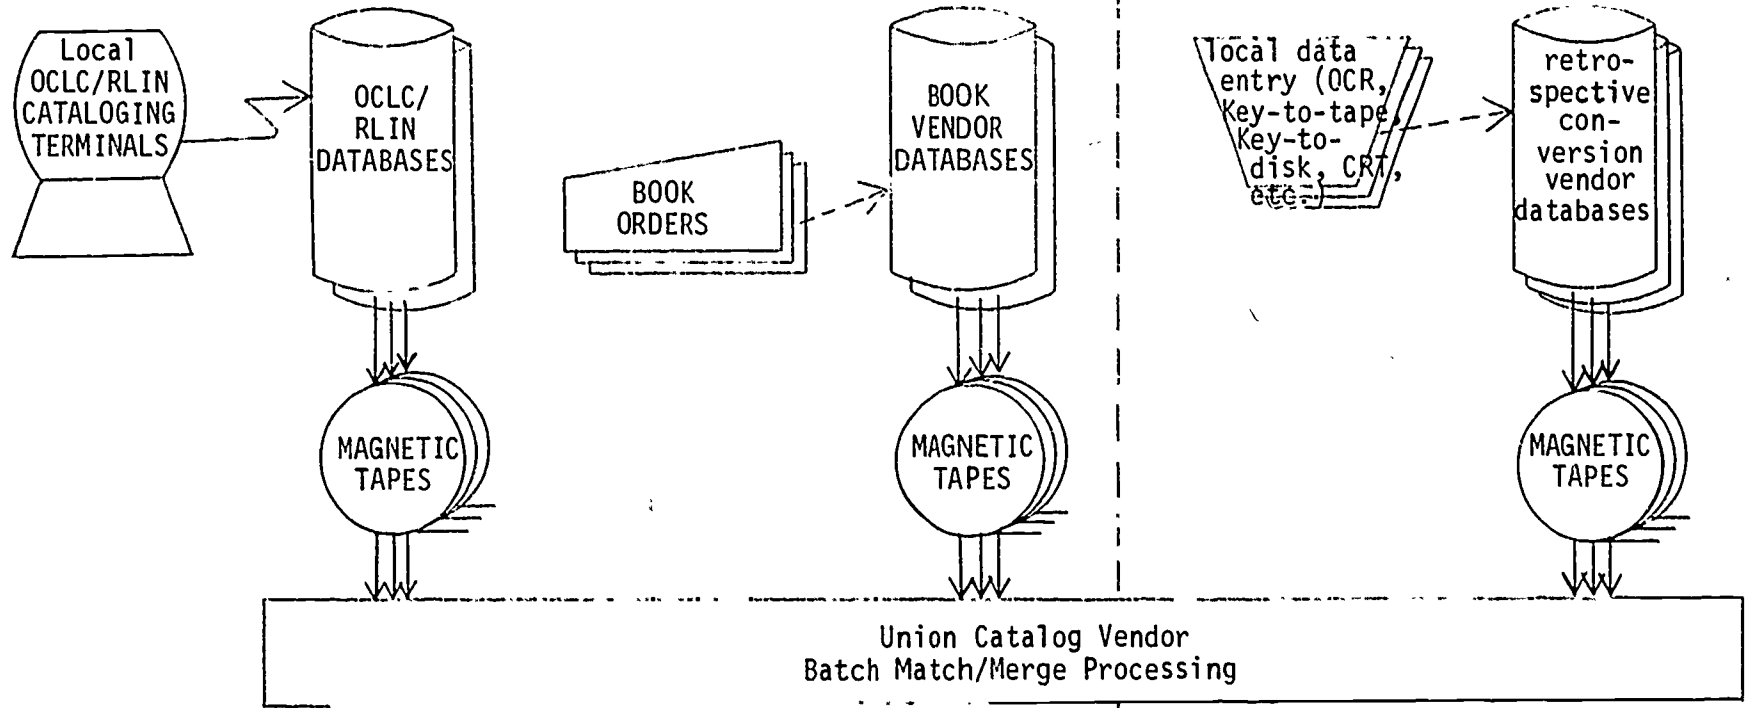 Local
OCLC/RLIN
CATALOGING
TERMINALS
OCLC/
RLIN
DATABASES
BOOK
ORDERS
BOOK
VENDOR
DATABASES
local data
entry (OCR,
Key-to-tape,
Key-to-
disk, CRT,
etc.)
retro-
spective
con-
version
vendor
databases
MAGNETIC
TAPES
MAGNETIC
TAPES
MAGNETIC
TAPES
Union Catalog Vendor
Batch Match/Merge Processing